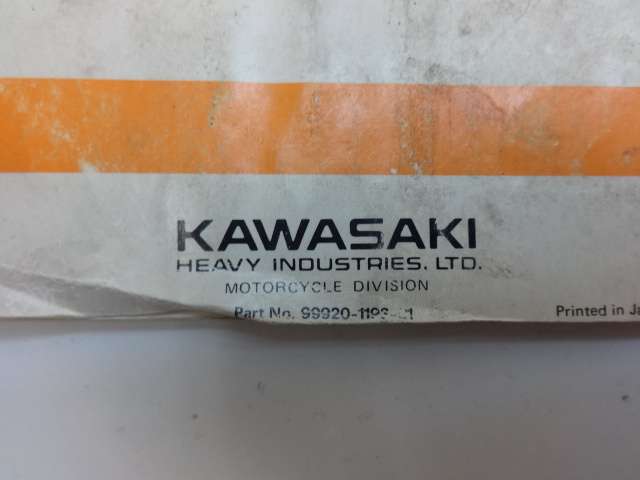 KAWASAKI
HEAVY INDUSTRIES, LTD.
MOTORCYCLE DIVISION
Part No.
Printed in